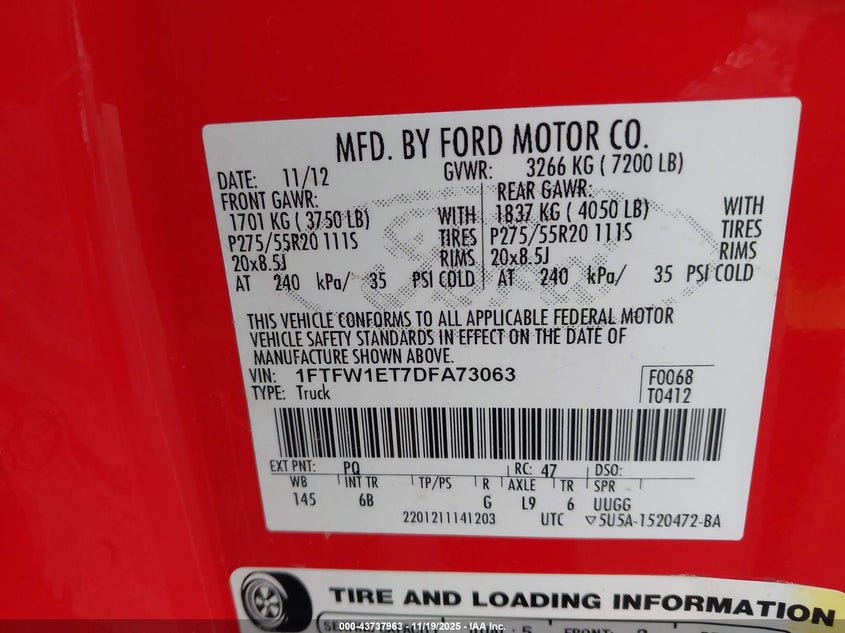 MFD. BY FORD MOTOR CO.
DATE: 11/12 GVWR: 3266 KG ( 7200 LB)
FRONT GAWR: REAR GAWR:
1701 KG ( 3750 LB) WITH 1837 KG ( 4050 LB) WITH
P275/55R20 111S TIRES P275/55R20 111S TIRES
20x8.5J RIMS 20x8.5J RIMS
AT 240 kPa/ 35 PSI COLD AT 240 kPa/ 35 PSI COLD
THIS VEHICLE CONFORMS TO ALL APPLICABLE FEDERAL MOTOR
VEHICLE SAFETY STANDARDS IN EFFECT ON THE DATE OF
MANUFACTURE SHOWN ABOVE.
VIN: 1FTFW1ET7DFA73063 F0068
TYPE: Truck T0412
EXT PNT: PQ RC: 47 DSO:
WB INT TR TP/PS R AXLE TR SPR
145 6B G L9 6 UUGG
2201211141203 UTC ▽5U5A-1520472-BA
TIRE AND LOADING INFORMATION
000-43737963 - 11/19/2025 - IAA Inc.